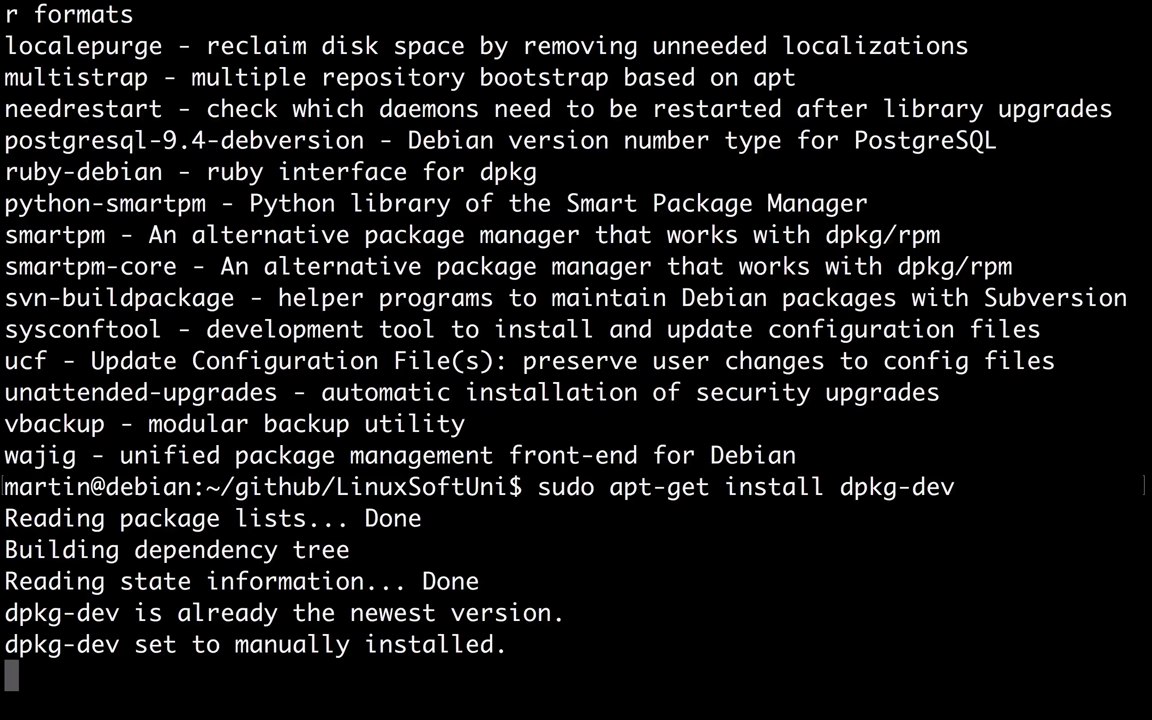 r formats
localepurge - reclaim disk space by removing unneeded localizations
multistrap - multiple repository bootstrap based on apt
needrestart - check which daemons need to be restarted after library upgrades
postgresql-9.4-debversion - Debian version number type for PostgreSQL
ruby-debian - ruby interface for dpkg
python-smartpm - Python library of the Smart Package Manager
smartpm - An alternative package manager that works with dpkg/rpm
smartpm-core - An alternative package manager that works with dpkg/rpm
svn-buildpackage - helper programs to maintain Debian packages with Subversion
sysconftool - development tool to install and update configuration files
ucf - Update Configuration File(s): preserve user changes to config files
unattended-upgrades - automatic installation of security upgrades
vbackup - modular backup utility
wajig - unified package management front-end for Debian
martin@debian:~/github/LinuxSoftUni$ sudo apt-get install dpkg-dev
Reading package lists... Done
Building dependency tree
Reading state information... Done
dpkg-dev is already the newest version.
dpkg-dev set to manually installed.